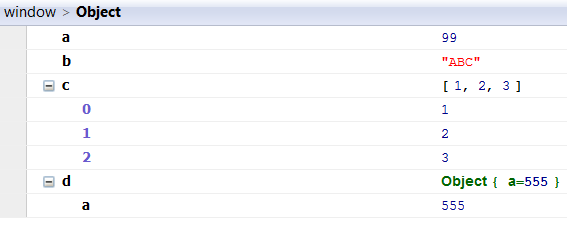 window > Object
a 99
b "ABC"
c [ 1, 2, 3 ]
0 1
1 2
2 3
d Object { a=555 }
a 555